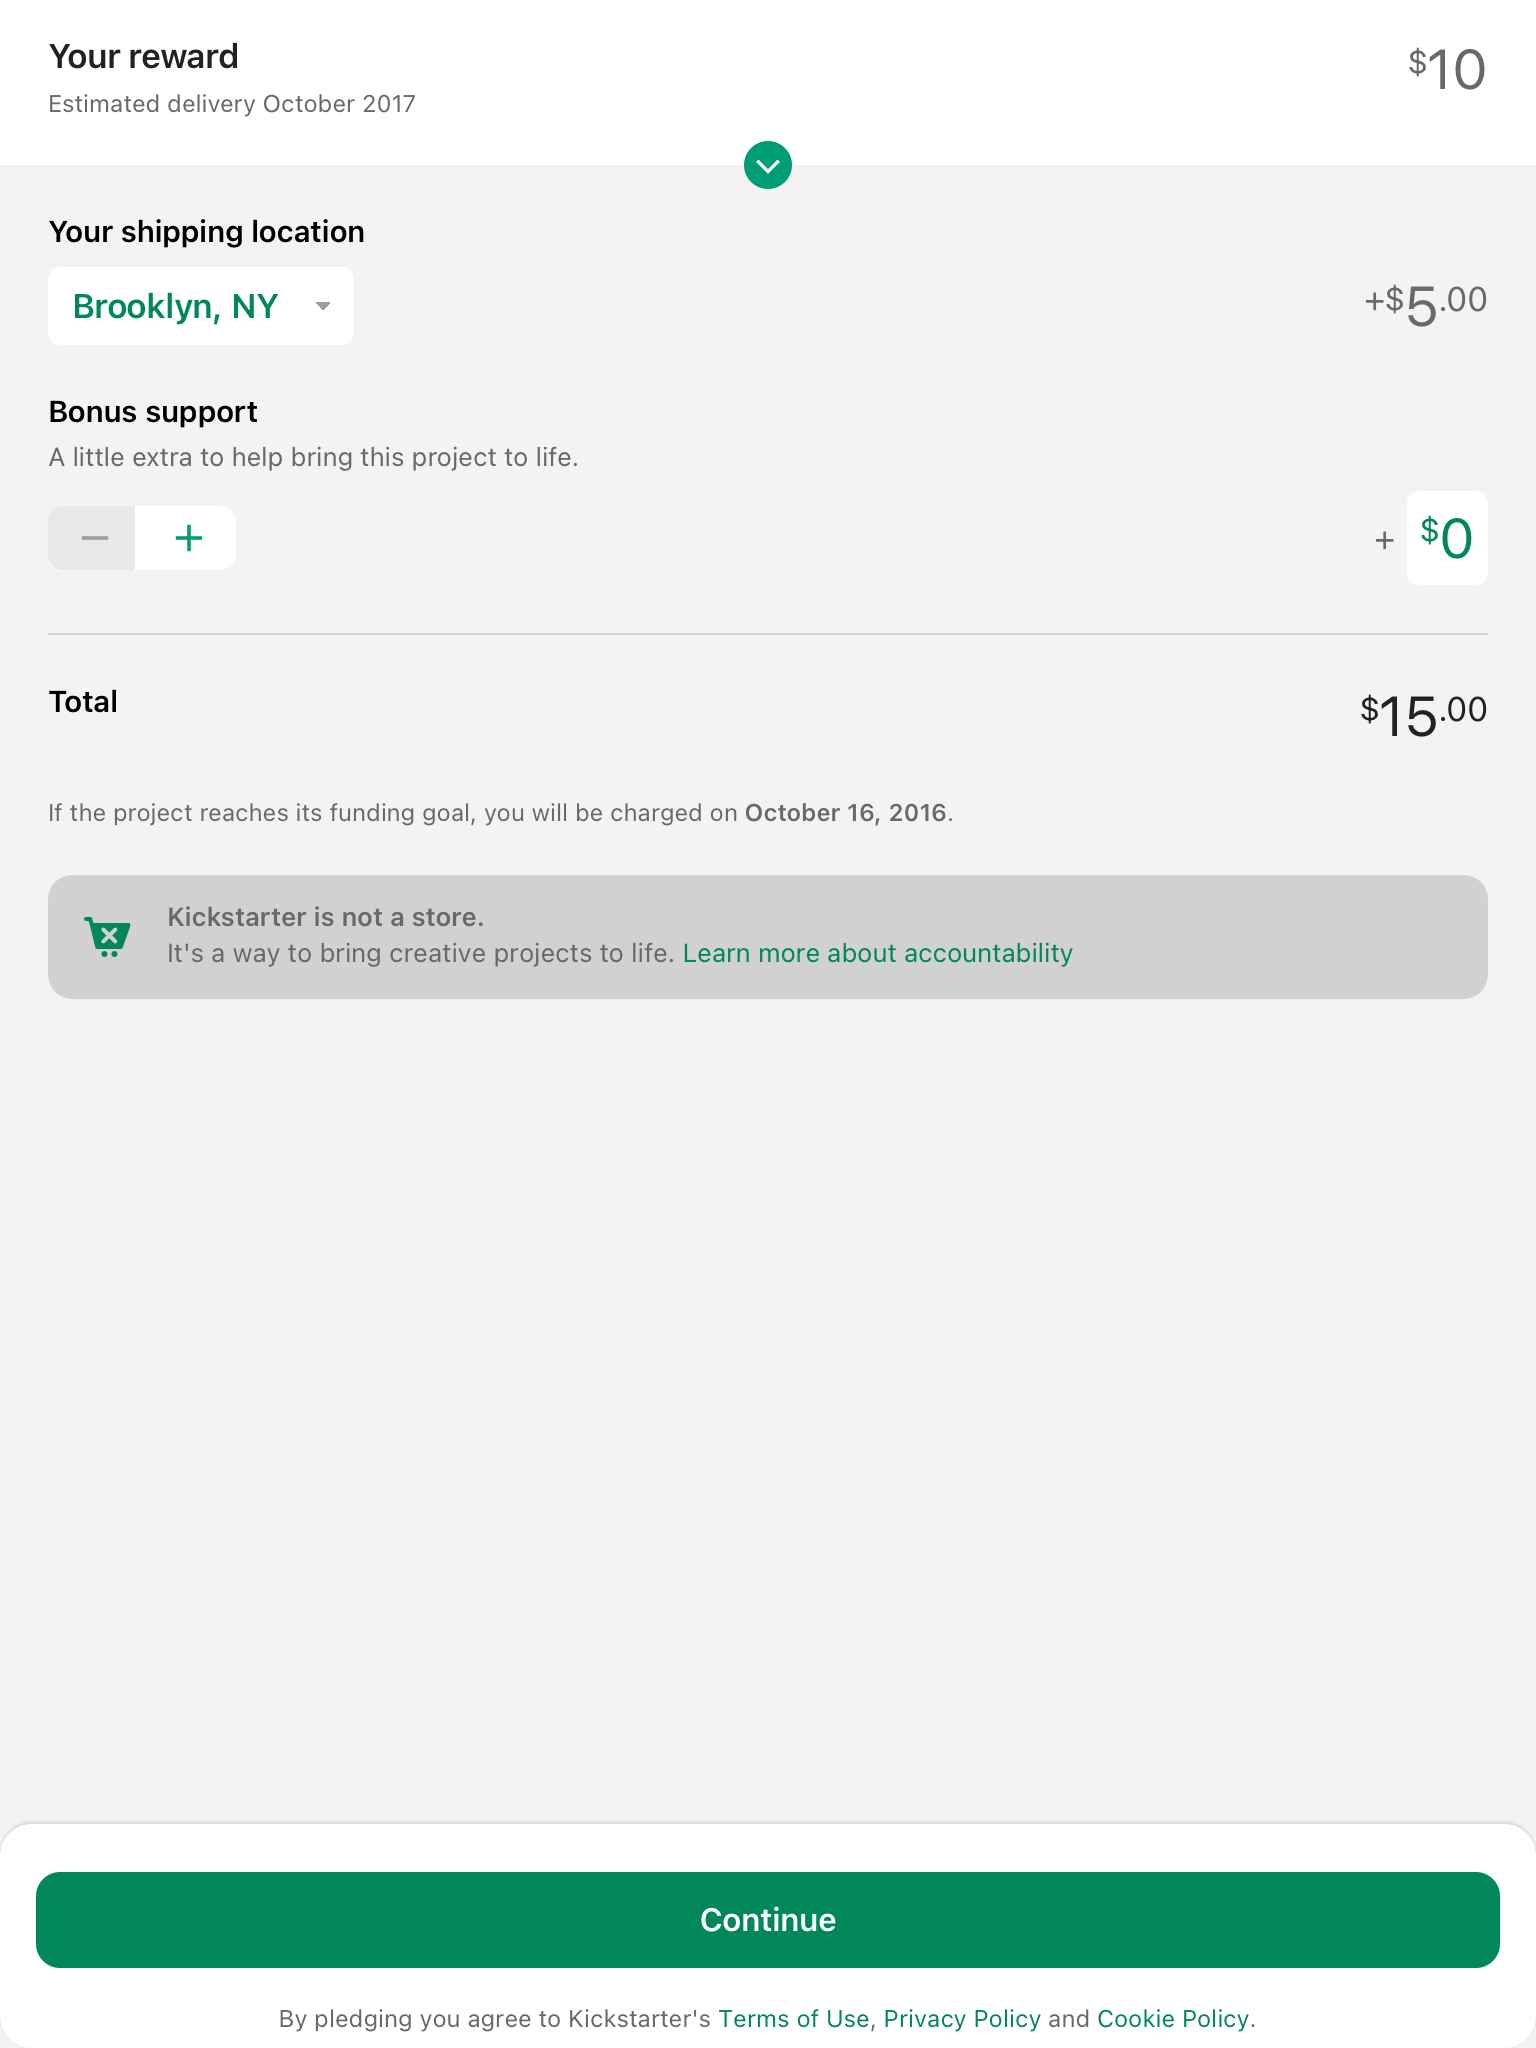 Your reward
$10
Estimated delivery October 2017
Your shipping location
Brooklyn, NY
+$5.00
Bonus support
A little extra to help bring this project to life.
+ $0
Total
$15.00
If the project reaches its funding goal, you will be charged on October 16, 2016.
Kickstarter is not a store.
It's a way to bring creative projects to life. Learn more about accountability
Continue
By pledging you agree to Kickstarter's Terms of Use, Privacy Policy and Cookie Policy.